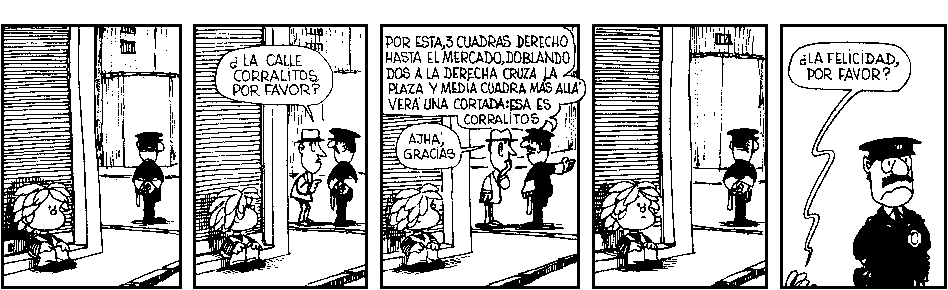 ¿LA CALLE
CORRALITOS,
POR FAVOR?
POR ESTA, 3 CUADRAS DERECHO
HASTA EL MERCADO, DOBLANDO
DOS A LA DERECHA CRUZA LA
PLAZA Y MEDIA CUADRA MÁS ALLÁ
VERÁ UNA CORTADA: ESA ES
CORRALITOS
AJHÁ,
GRACIAS
¿LA FELICIDAD,
POR FAVOR?